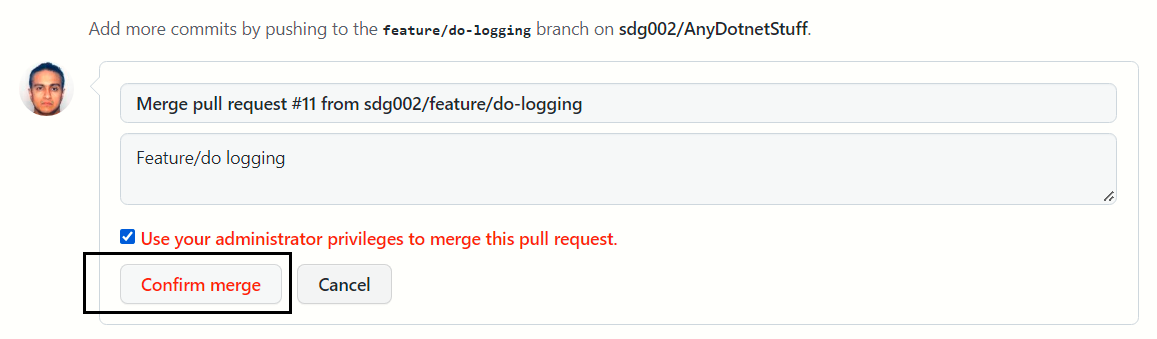 Add more commits by pushing to the feature/do-logging branch on sdg002/AnyDotnetStuff.
Merge pull request #11 from sdg002/feature/do-logging
Feature/do logging
Use your administrator privileges to merge this pull request.
Confirm merge
Cancel